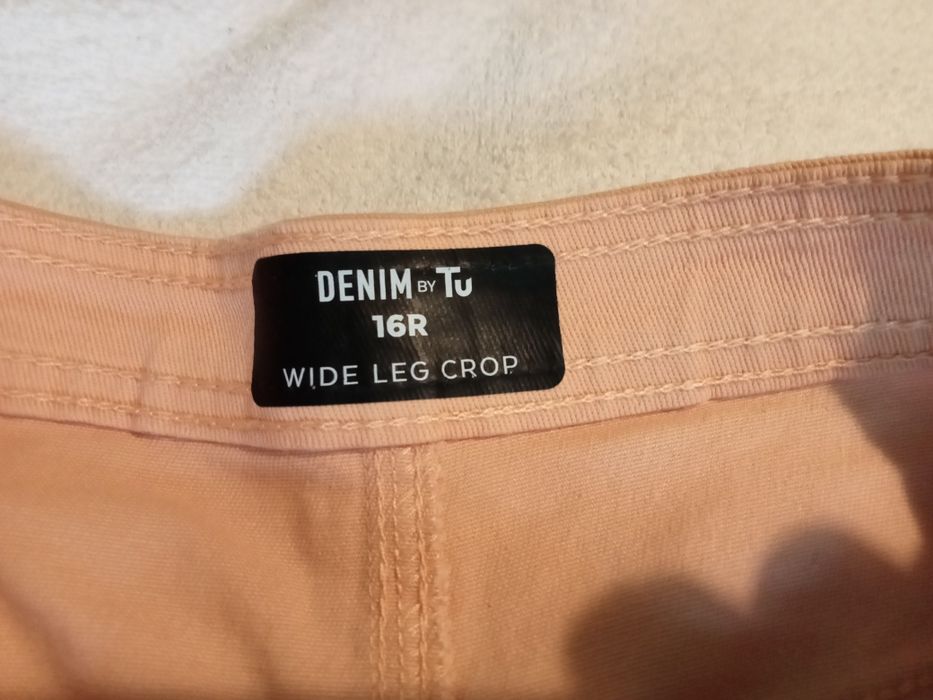 DENIM BY Tu
16R
WIDE LEG CROP